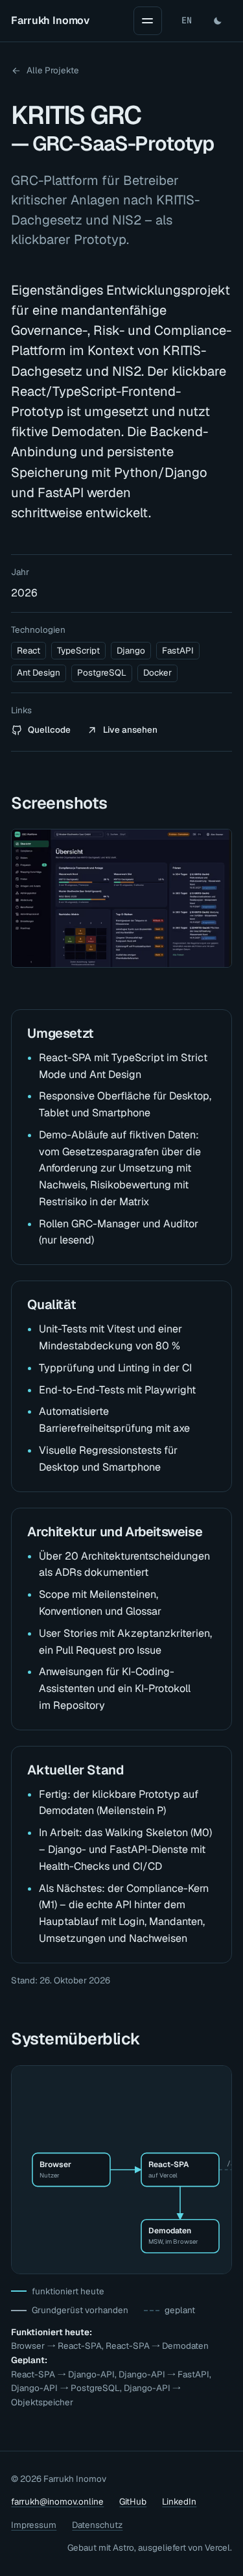 Farrukh Inomov
EN
← Alle Projekte
KRITIS GRC
— GRC-SaaS-Prototyp
GRC-Plattform für Betreiber
kritischer Anlagen nach KRITIS-
Dachgesetz und NIS2 – als
klickbarer Prototyp.
Eigenständiges Entwicklungsprojekt
für eine mandantenfähige
Governance-, Risk- und Compliance-
Plattform im Kontext von KRITIS-
Dachgesetz und NIS2. Der klickbare
React/TypeScript-Frontend-
Prototyp ist umgesetzt und nutzt
fiktive Demodaten. Die Backend-
Anbindung und persistente
Speicherung mit Python/Django
und FastAPI werden
schrittweise entwickelt.
Jahr
2026
Technologien
React TypeScript Django FastAPI
Ant Design PostgreSQL Docker
Links
Quellcode Live ansehen
Screenshots
Übersicht
Umgesetzt
• React-SPA mit TypeScript im Strict
Mode und Ant Design
• Responsive Oberfläche für Desktop,
Tablet und Smartphone
• Demo-Abläufe auf fiktiven Daten:
vom Gesetzesparagrafen über die
Anforderung zur Umsetzung mit
Nachweis, Risikobewertung mit
Restrisiko in der Matrix
• Rollen GRC-Manager und Auditor
(nur lesend)
Qualität
• Unit-Tests mit Vitest und einer
Mindestabdeckung von 80 %
• Typprüfung und Linting in der CI
• End-to-End-Tests mit Playwright
• Automatisierte
Barrierefreiheitsprüfung mit axe
• Visuelle Regressionstests für
Desktop und Smartphone
Architektur und Arbeitsweise
• Über 20 Architekturentscheidungen
als ADRs dokumentiert
• Scope mit Meilensteinen,
Konventionen und Glossar
• User Stories mit Akzeptanzkriterien,
ein Pull Request pro Issue
• Anweisungen für KI-Coding-
Assistenten und ein KI-Protokoll
im Repository
Aktueller Stand
• Fertig: der klickbare Prototyp auf
Demodaten (Meilenstein P)
• In Arbeit: das Walking Skeleton (M0)
– Django- und FastAPI-Dienste mit
Health-Checks und CI/CD
• Als Nächstes: der Compliance-Kern
(M1) – die echte API hinter dem
Hauptablauf mit Login, Mandanten,
Umsetzungen und Nachweisen
Stand: 26. Oktober 2026
Systemüberblick
Browser
Nutzer
React-SPA
auf Vercel
/
Demodaten
MSW, im Browser
funktioniert heute
Grundgerüst vorhanden geplant
Funktioniert heute:
Browser → React-SPA, React-SPA → Demodaten
Geplant:
React-SPA → Django-API, Django-API → FastAPI,
Django-API → PostgreSQL, Django-API →
Objektspeicher
© 2026 Farrukh Inomov
farrukh@inomov.online GitHub LinkedIn
Impressum Datenschutz
Gebaut mit Astro, ausgeliefert von Vercel.